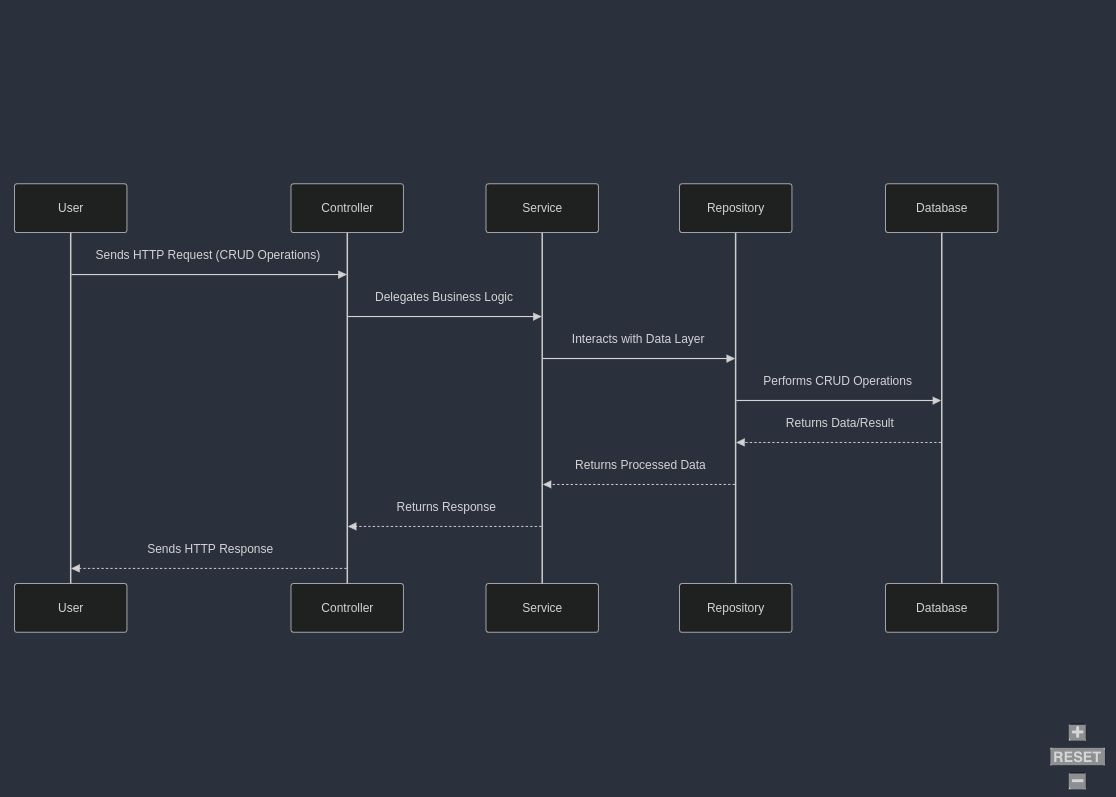 User
Controller
Service
Repository
Database
Sends HTTP Request (CRUD Operations)
Delegates Business Logic
Interacts with Data Layer
Performs CRUD Operations
Returns Data/Result
Returns Processed Data
Returns Response
Sends HTTP Response
User
Controller
Service
Repository
Database
+
RESET
−